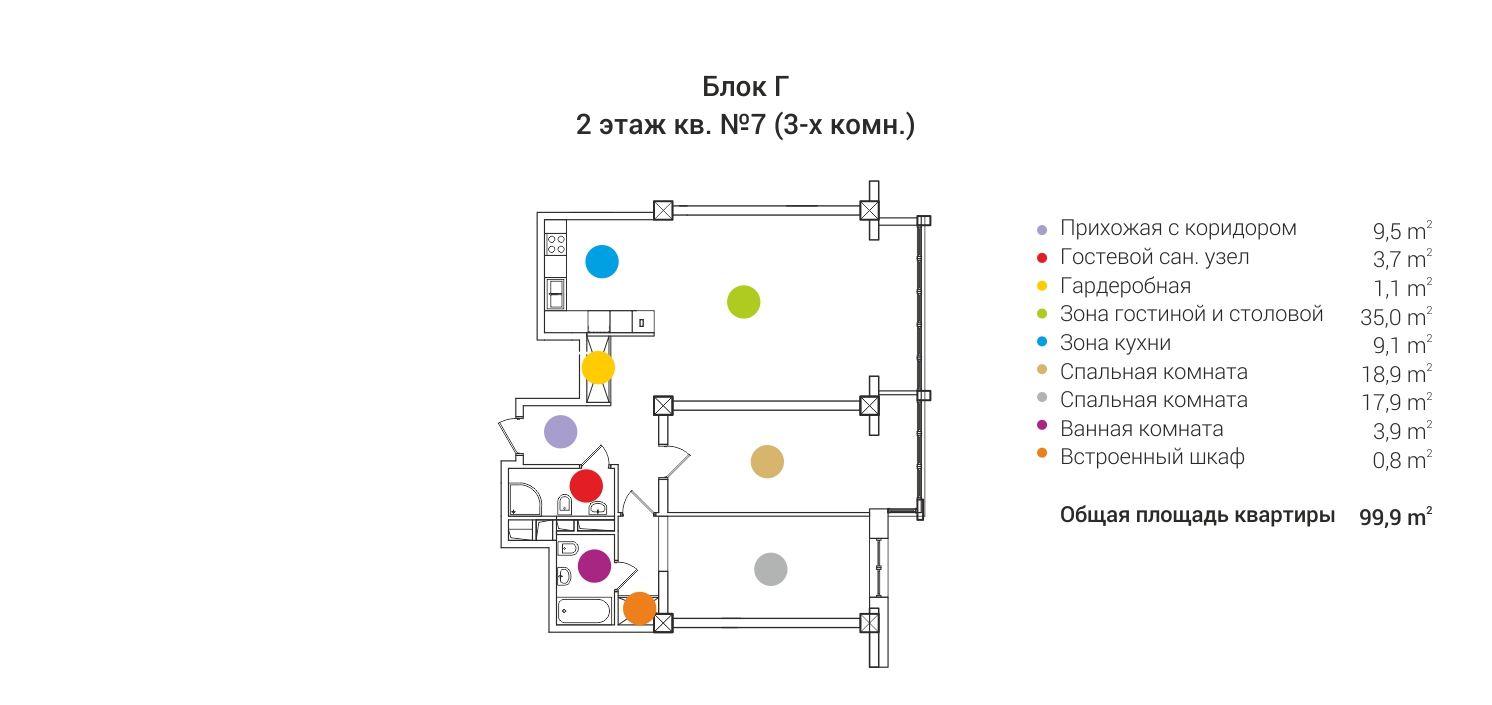 Блок Г
2 этаж кв. №7 (3-х комн.)
Прихожая с коридором 9,5 m²
Гостевой сан. узел 3,7 m²
Гардеробная 1,1 m²
Зона гостиной и столовой 35,0 m²
Зона кухни 9,1 m²
Спальная комната 18,9 m²
Спальная комната 17,9 m²
Ванная комната 3,9 m²
Встроенный шкаф 0,8 m²
Общая площадь квартиры 99,9 m²